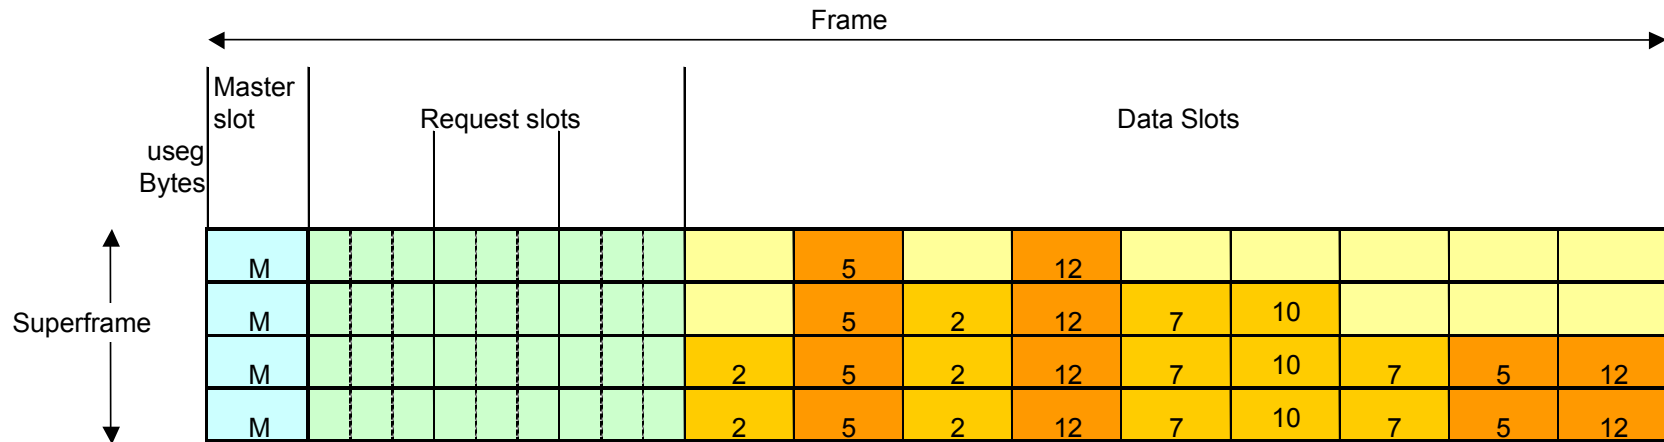 Frame
Master
slot
Request slots
Data Slots
useg
Bytes
M 5 12
M 5 2 12 7 10
Superframe
M 2 5 2 12 7 10 7 5 12
M 2 5 2 12 7 10 7 5 12